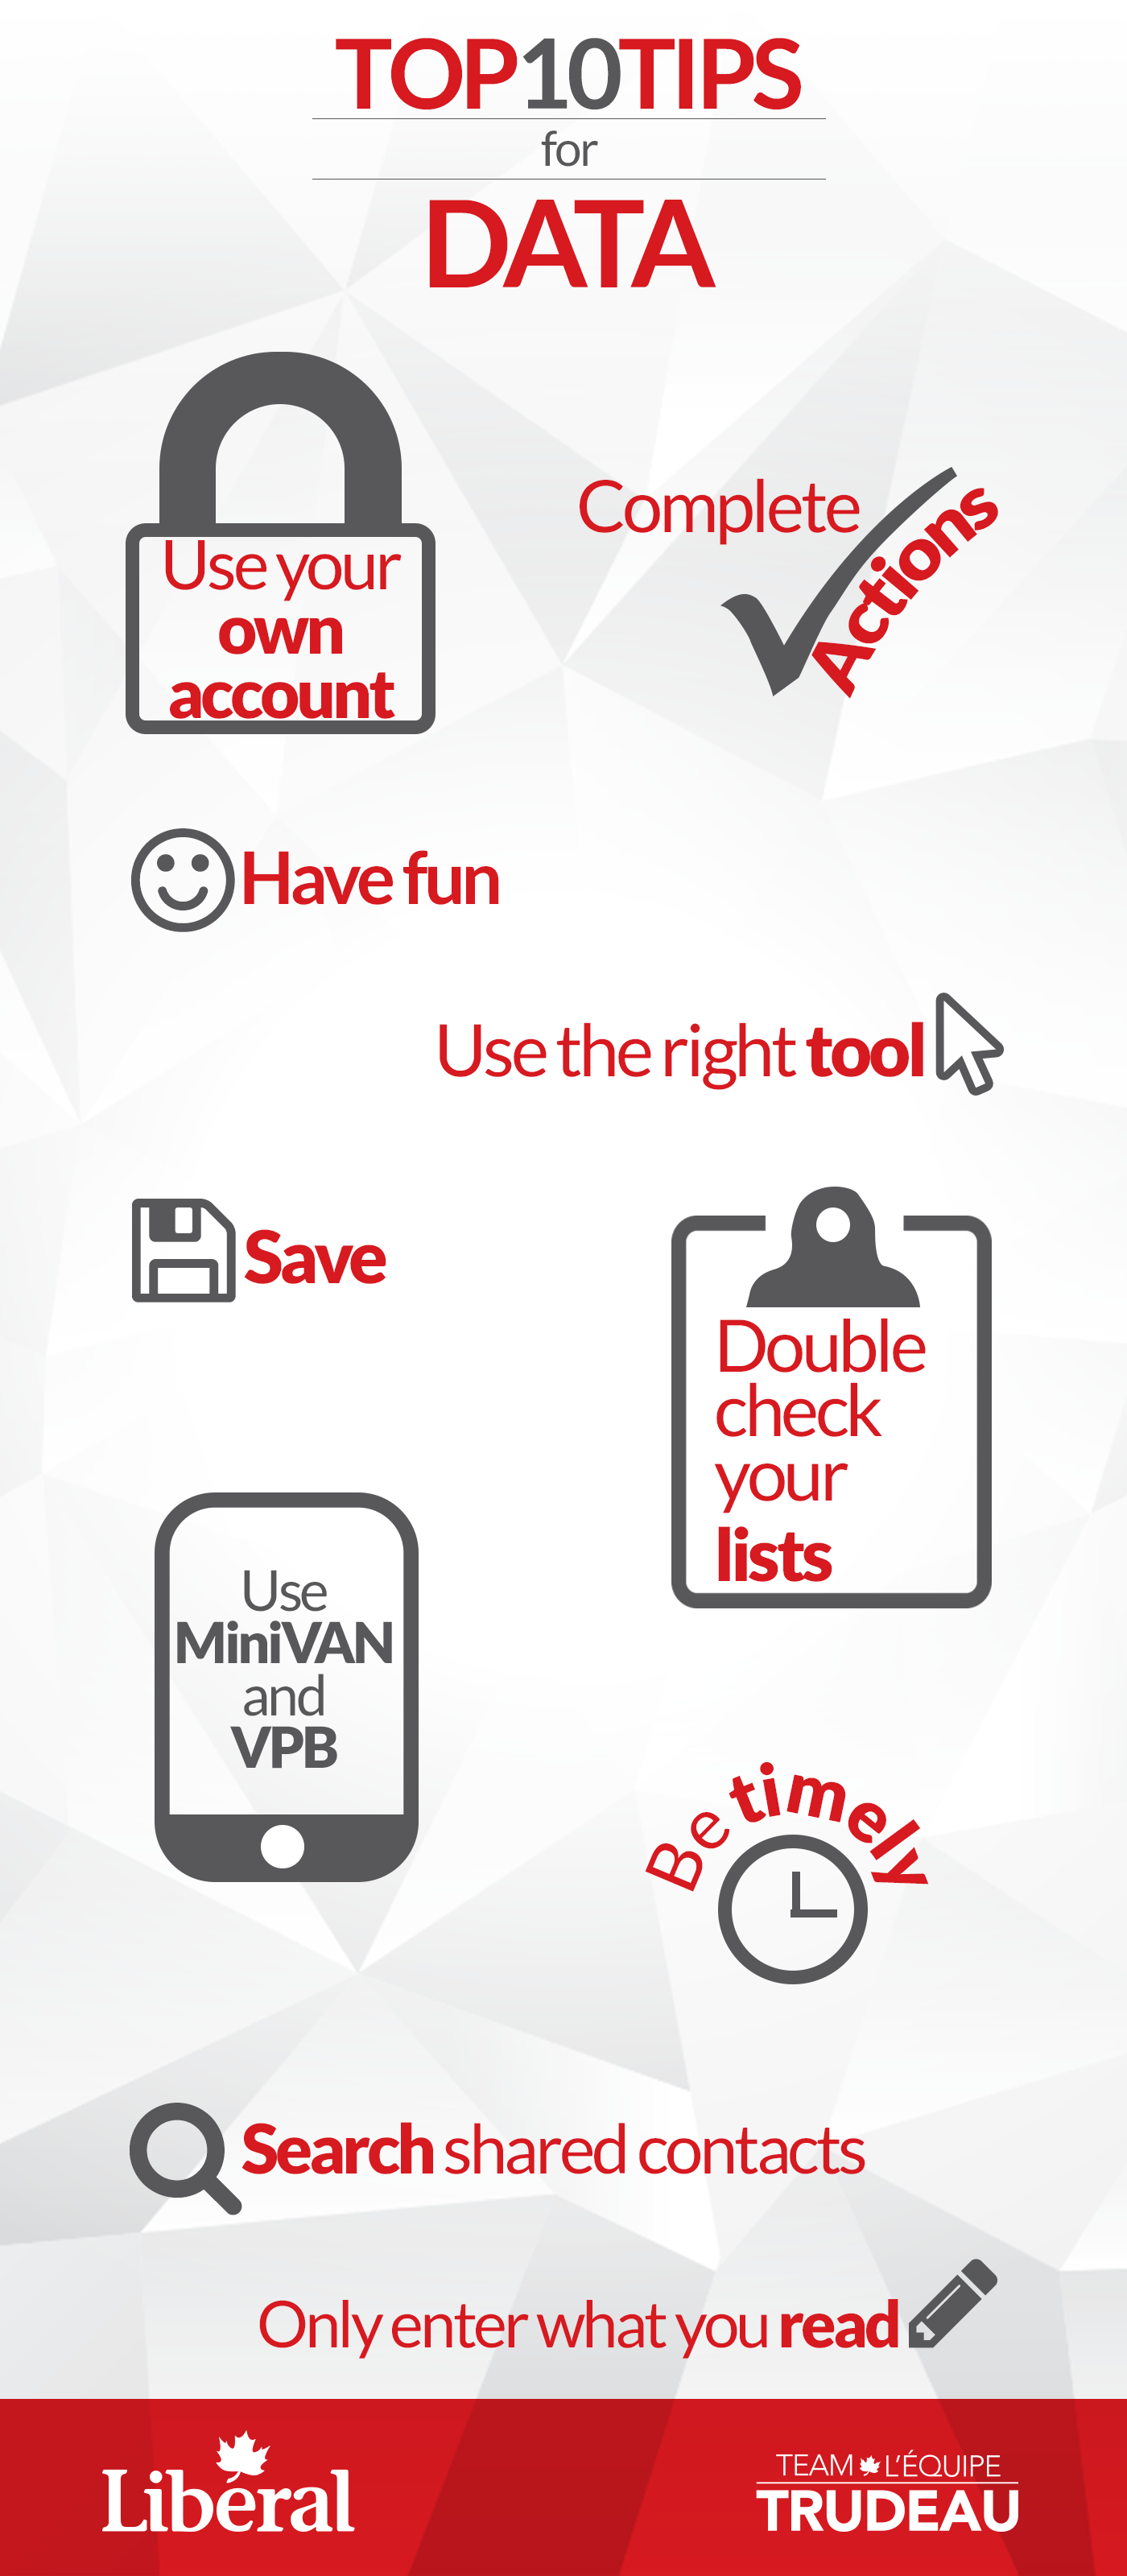 TOP10TIPS
for
DATA
Use your
own
account
Complete
Actions
Have fun
Use the right tool
Save
Double
check
your
lists
Use
MiniVAN
and
VPB
Be timely
Search shared contacts
Only enter what you read
Liberal
TEAM L'ÉQUIPE
TRUDEAU